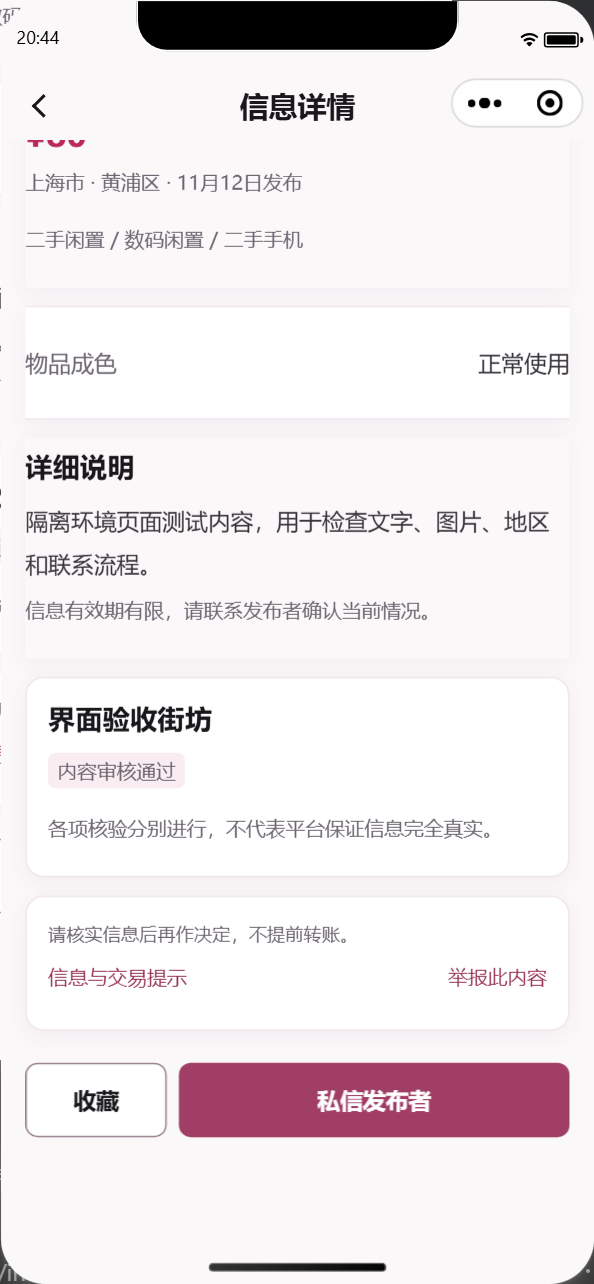 20:44
信息详情
上海市 · 黄浦区 · 11月12日发布
二手闲置 / 数码闲置 / 二手手机
物品成色 正常使用
详细说明
隔离环境页面测试内容，用于检查文字、图片、地区
和联系流程。
信息有效期有限，请联系发布者确认当前情况。
界面验收街坊
内容审核通过
各项核验分别进行，不代表平台保证信息完全真实。
请核实信息后再作决定，不提前转账。
信息与交易提示 举报此内容
收藏 私信发布者